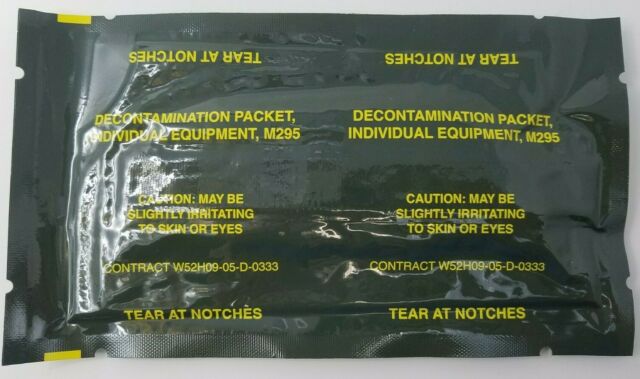 TEAR AT NOTCHES
TEAR AT NOTCHES
DECONTAMINATION PACKET,
INDIVIDUAL EQUIPMENT, M295
DECONTAMINATION PACKET,
INDIVIDUAL EQUIPMENT, M295
CAUTION: MAY BE
SLIGHTLY IRRITATING
TO SKIN OR EYES
CAUTION: MAY BE
SLIGHTLY IRRITATING
TO SKIN OR EYES
CONTRACT W52H09-05-D-0333
CONTRACT W52H09-05-D-0333
TEAR AT NOTCHES
TEAR AT NOTCHES